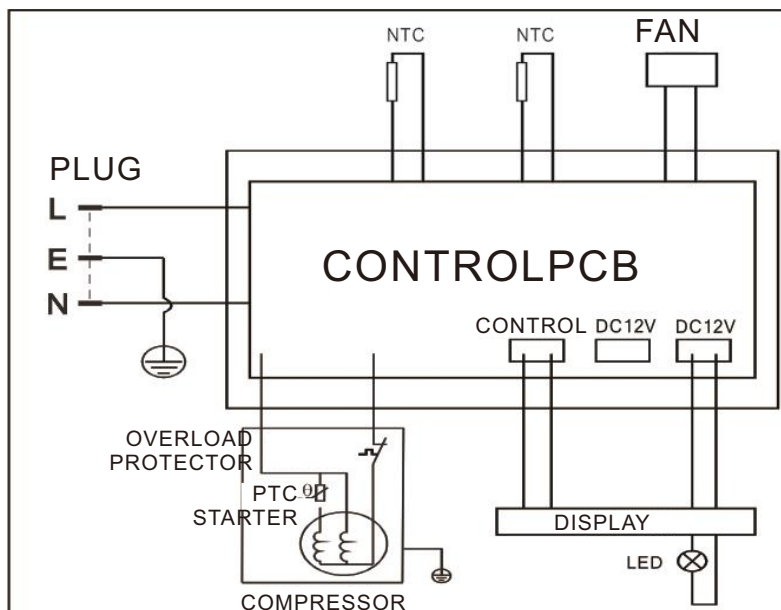 NTC
NTC
FAN
PLUG
L
E
N
CONTROLPCB
CONTROL
DC12V
DC12V
OVERLOAD
PROTECTOR
PTC
θ
STARTER
DISPLAY
LED
COMPRESSOR